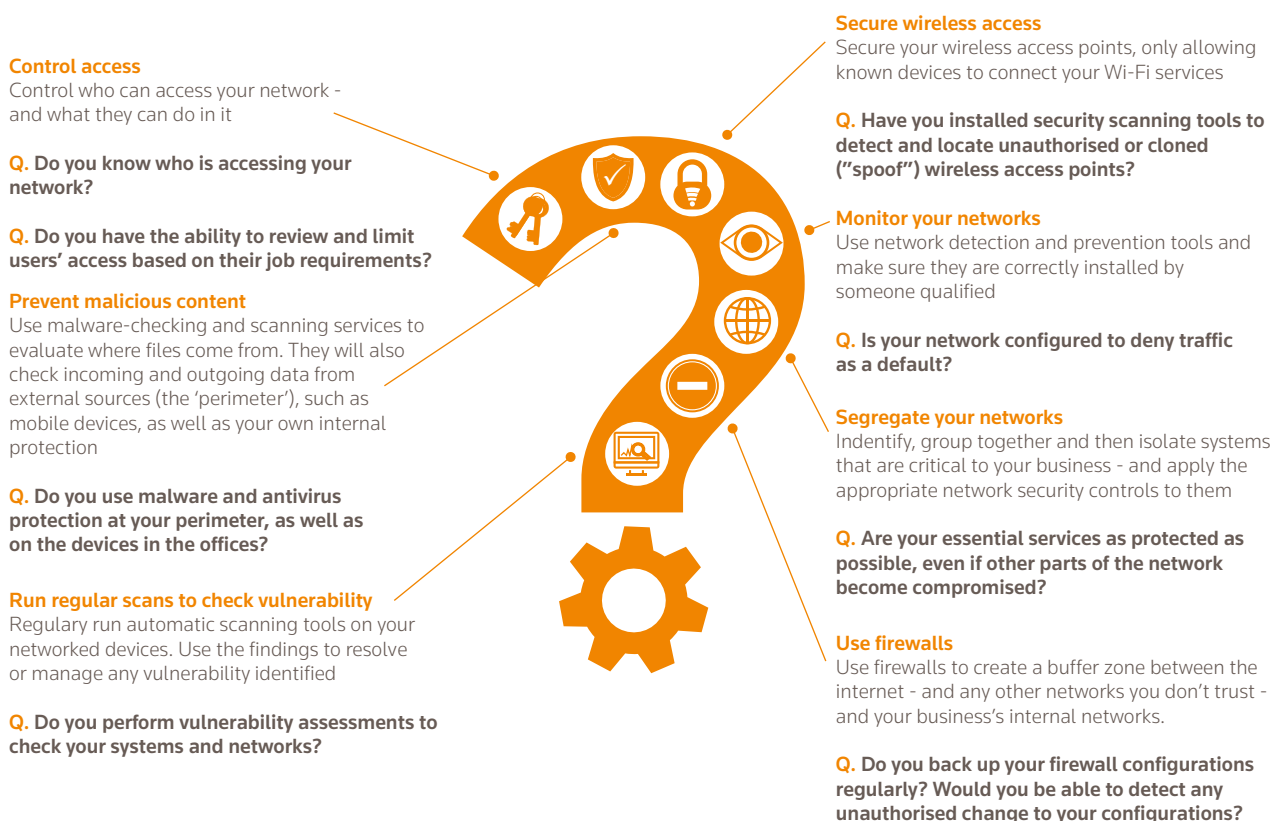 Control access
Control who can access your network -
and what they can do in it
Q. Do you know who is accessing your
network?
Q. Do you have the ability to review and limit
users’ access based on their job requirements?
Prevent malicious content
Use malware-checking and scanning services to
evaluate where files come from. They will also
check incoming and outgoing data from
external sources (the ‘perimeter’), such as
mobile devices, as well as your own internal
protection
Q. Do you use malware and antivirus
protection at your perimeter, as well as
on the devices in the offices?
Run regular scans to check vulnerability
Regulary run automatic scanning tools on your
networked devices. Use the findings to resolve
or manage any vulnerability identified
Q. Do you perform vulnerability assessments to
check your systems and networks?
Secure wireless access
Secure your wireless access points, only allowing
known devices to connect your Wi-Fi services
Q. Have you installed security scanning tools to
detect and locate unauthorised or cloned
(”spoof”) wireless access points?
Monitor your networks
Use network detection and prevention tools and
make sure they are correctly installed by
someone qualified
Q. Is your network configured to deny traffic
as a default?
Segregate your networks
Indentify, group together and then isolate systems
that are critical to your business - and apply the
appropriate network security controls to them
Q. Are your essential services as protected as
possible, even if other parts of the network
become compromised?
Use firewalls
Use firewalls to create a buffer zone between the
internet - and any other networks you don’t trust -
and your business’s internal networks.
Q. Do you back up your firewall configurations
regularly? Would you be able to detect any
unauthorised change to your configurations?